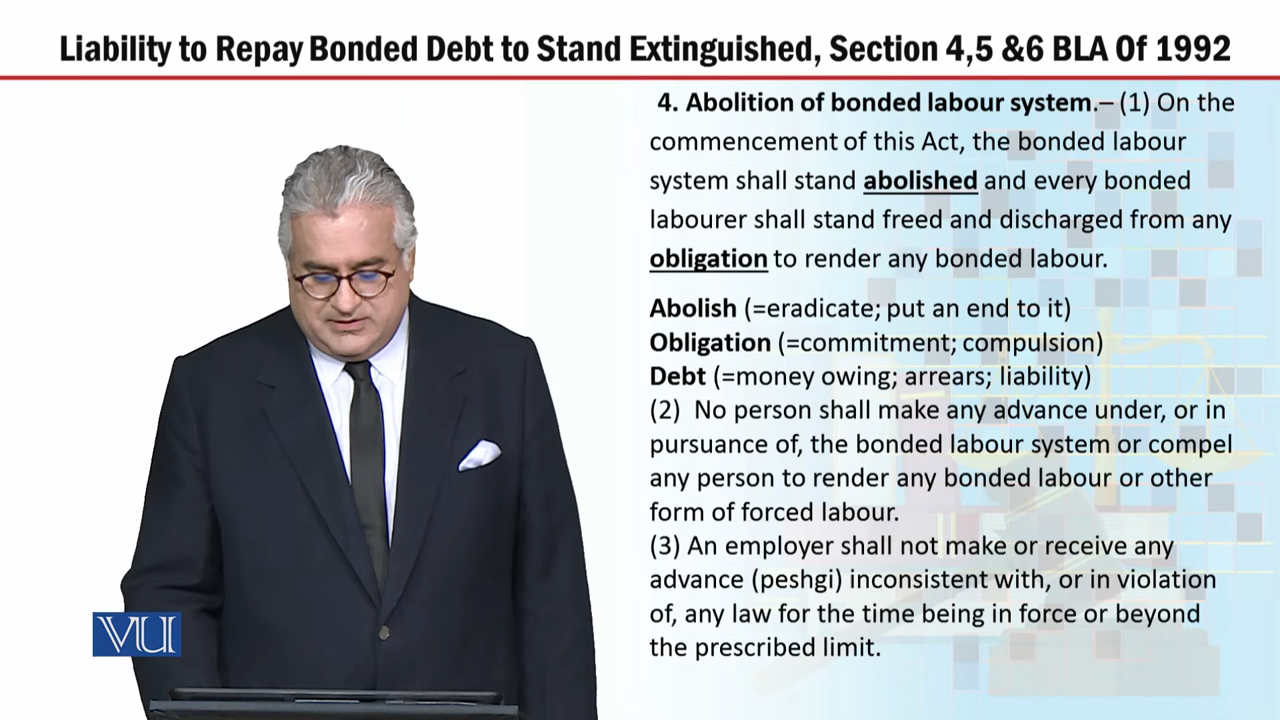 Liability to Repay Bonded Debt to Stand Extinguished, Section 4,5 &6 BLA Of 1992
4. Abolition of bonded labour system.– (1) On the
commencement of this Act, the bonded labour
system shall stand abolished and every bonded
labourer shall stand freed and discharged from any
obligation to render any bonded labour.
Abolish (=eradicate; put an end to it)
Obligation (=commitment; compulsion)
Debt (=money owing; arrears; liability)
(2) No person shall make any advance under, or in
pursuance of, the bonded labour system or compel
any person to render any bonded labour or other
form of forced labour.
(3) An employer shall not make or receive any
advance (peshgi) inconsistent with, or in violation
of, any law for the time being in force or beyond
the prescribed limit.
VU